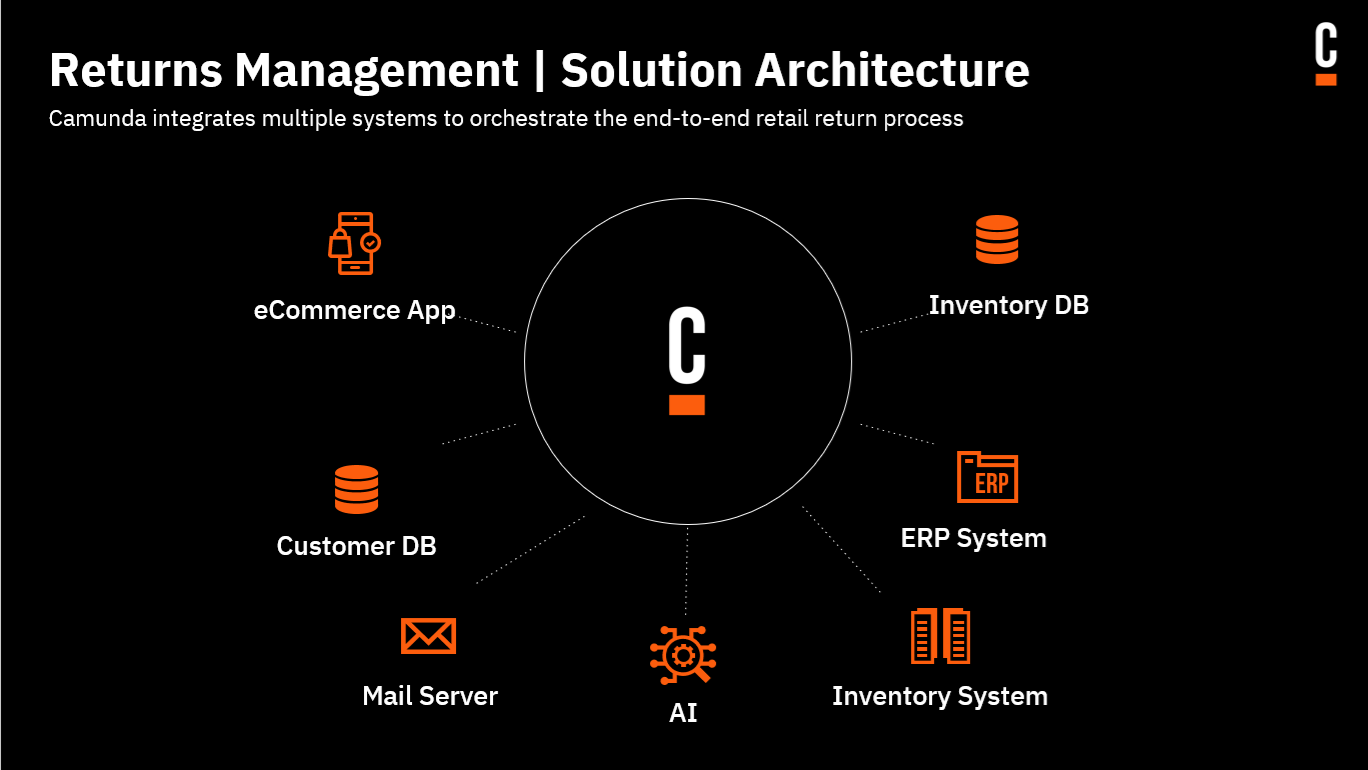 Returns Management | Solution Architecture
Camunda integrates multiple systems to orchestrate the end-to-end retail return process
C
eCommerce App
Inventory DB
C
Customer DB
ERP
ERP System
Mail Server
AI
Inventory System